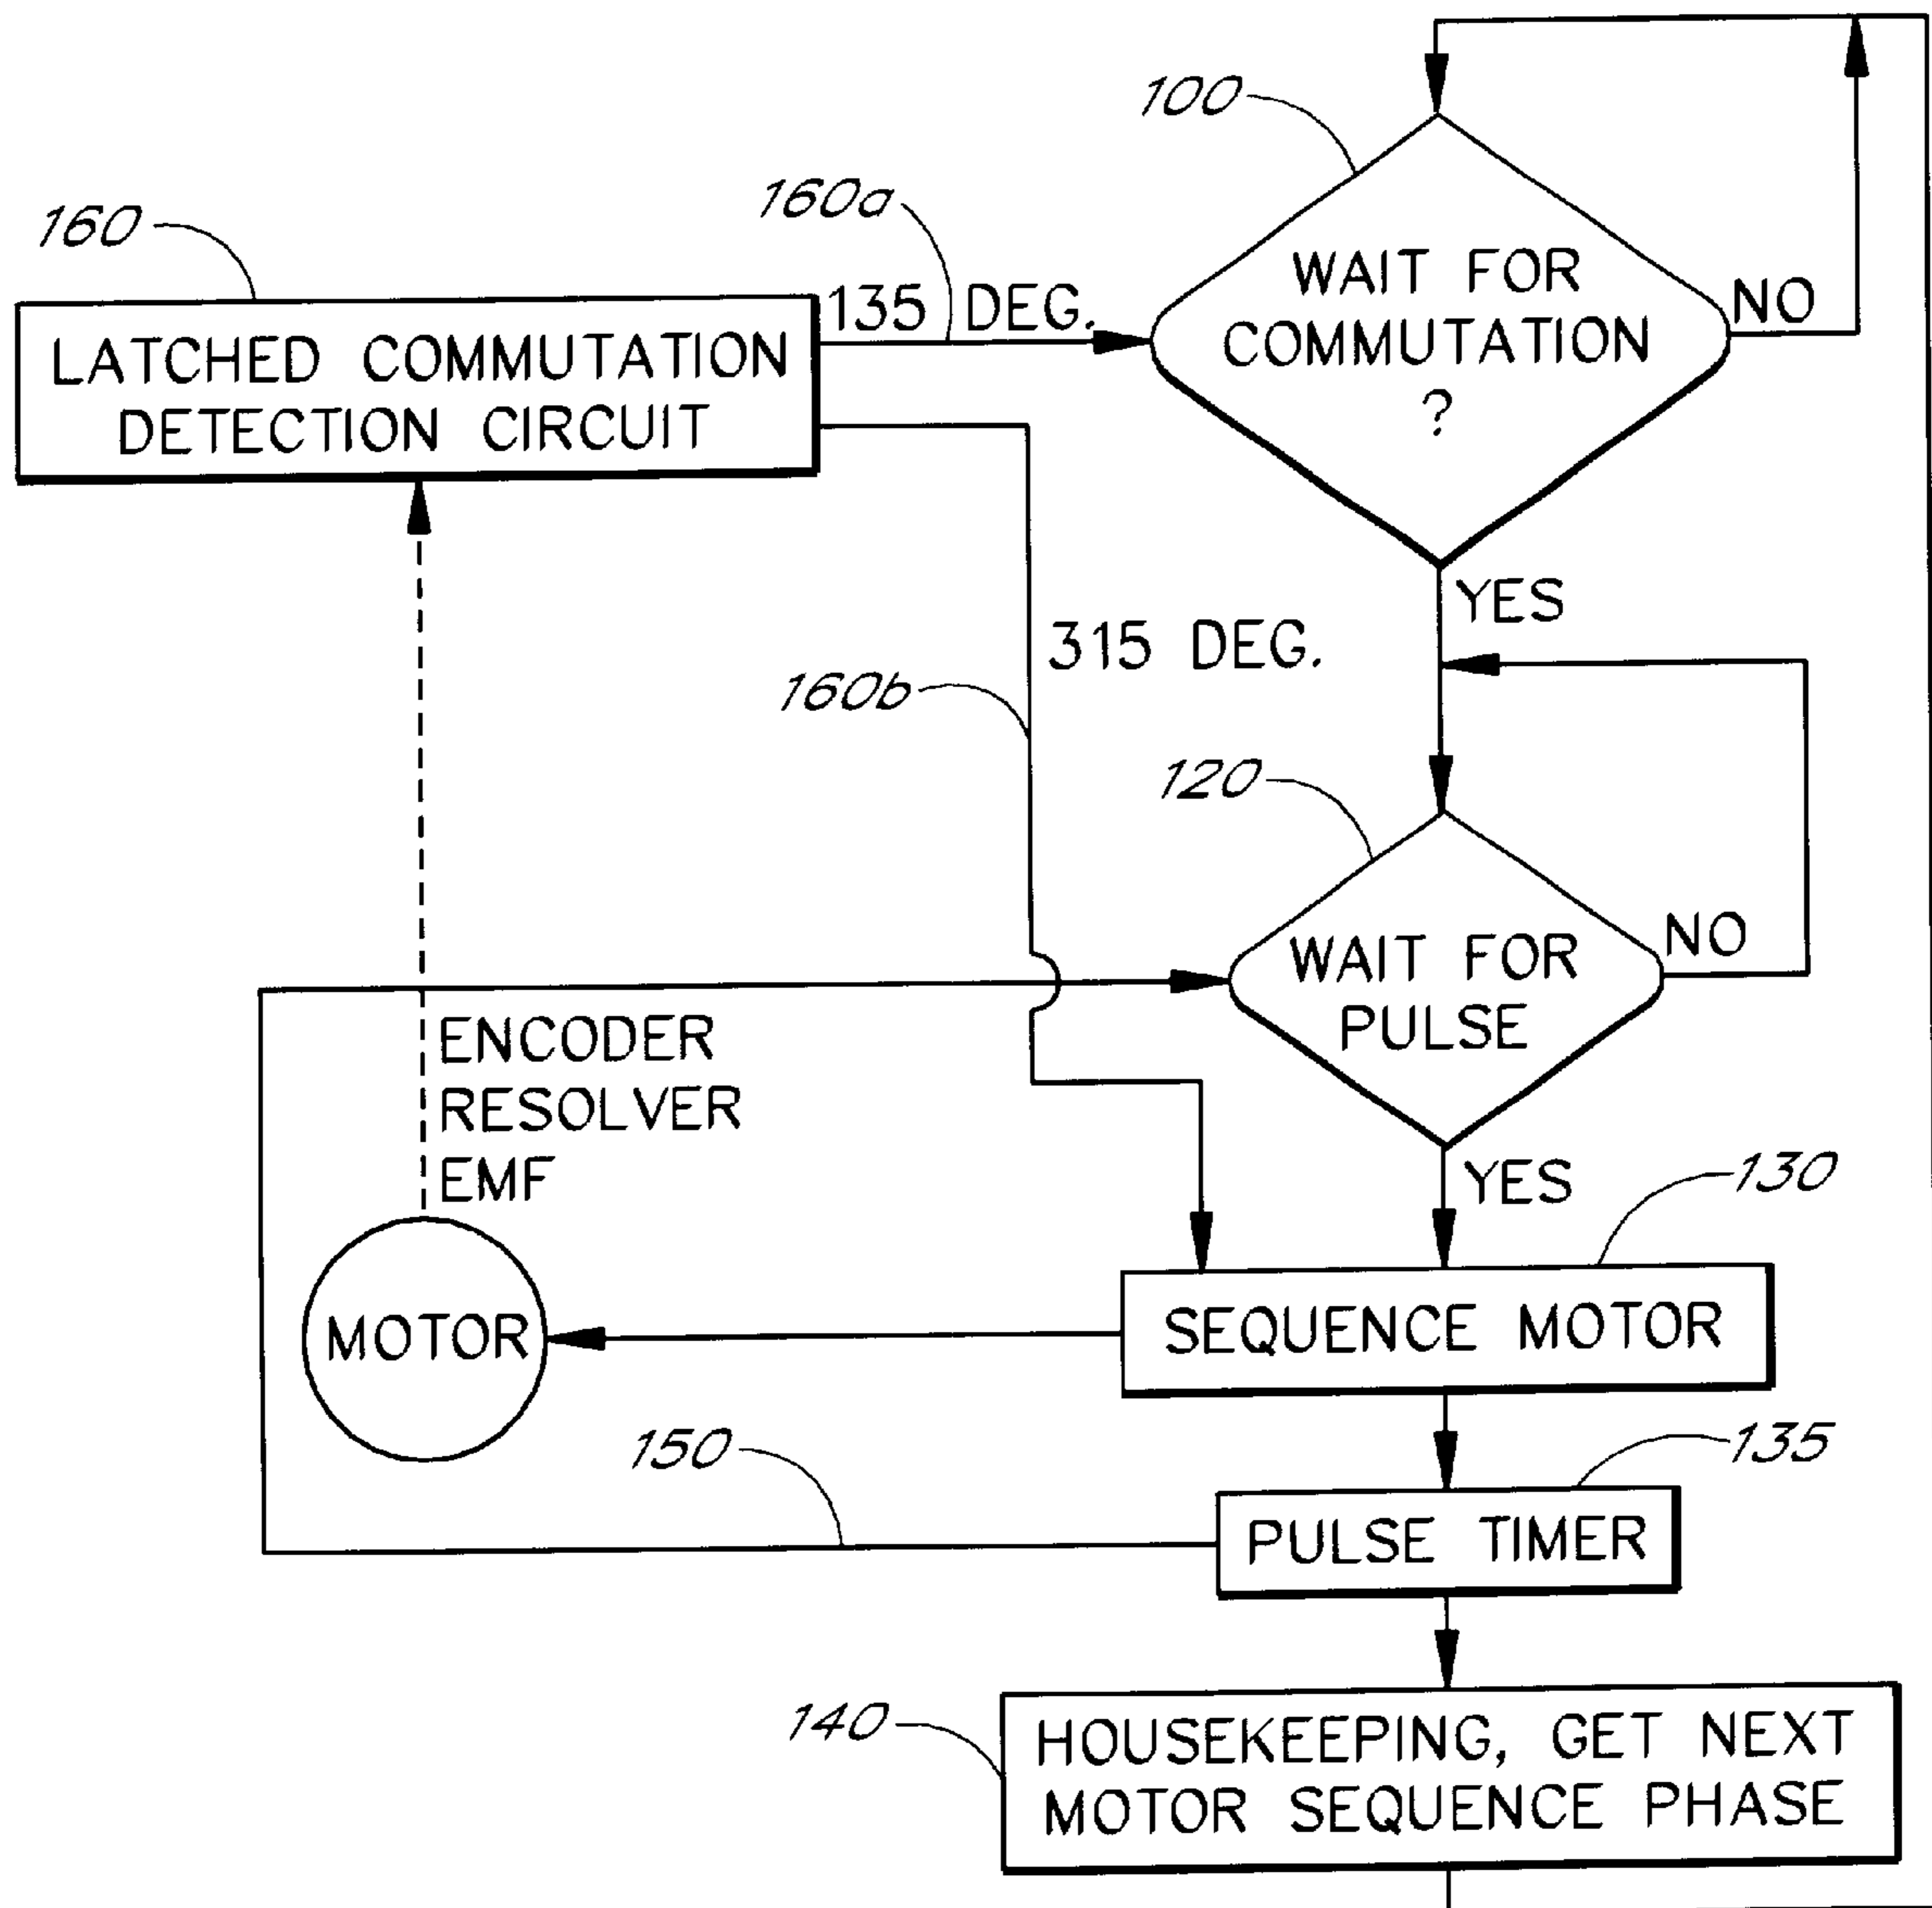 100
160a
160
135 DEG.
WAIT FOR
COMMUTATION
?
NO
LATCHED COMMUTATION
DETECTION CIRCUIT
YES
315 DEG.
160b
120
WAIT FOR
PULSE
NO
ENCODER
RESOLVER
EMF
YES
130
SEQUENCE MOTOR
MOTOR
150
135
PULSE TIMER
140
HOUSEKEEPING, GET NEXT
MOTOR SEQUENCE PHASE